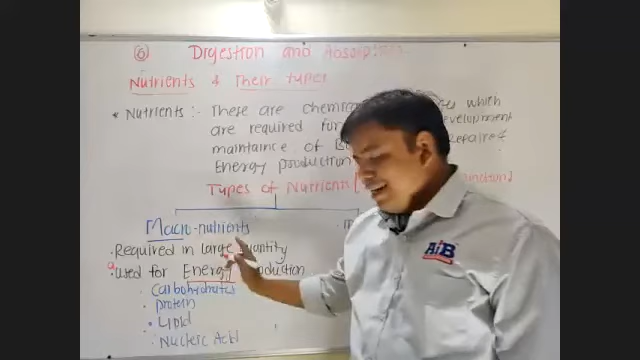 ⑥ Digestion and Absorption
Nutrients & Their types
* Nutrients :- These are chemical which
are required for development
maintaince of Repair &
Energy production
Types of Nutrients [
Macro-nutrients
• Required in large quantity
• Used for Energy production
• Carbohydrates
• Protein
• Lipid
• Nucleic Acid
AiB